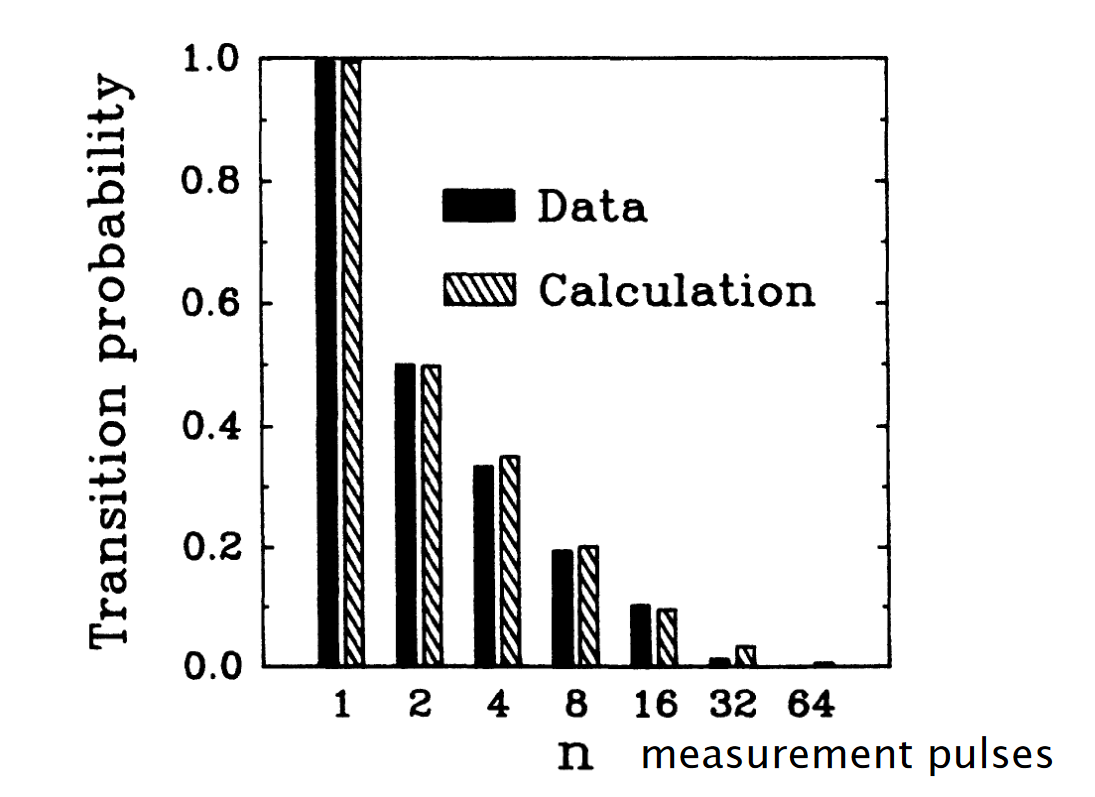 Transition probability
1.0
0.8
0.6
0.4
0.2
0.0
Data
Calculation
1 2 4 8 16 32 64
n measurement pulses